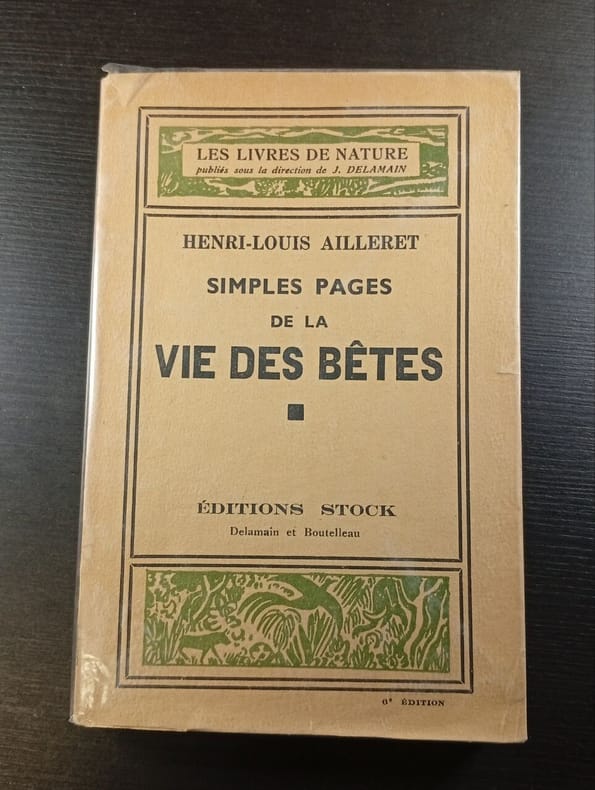 LES LIVRES DE NATURE
publiés sous la direction de J. DELAMAIN
HENRI-LOUIS AILLERET
SIMPLES PAGES
DE LA
VIE DES BÊTES
ÉDITIONS STOCK
Delamain et Boutelleau
6e ÉDITION